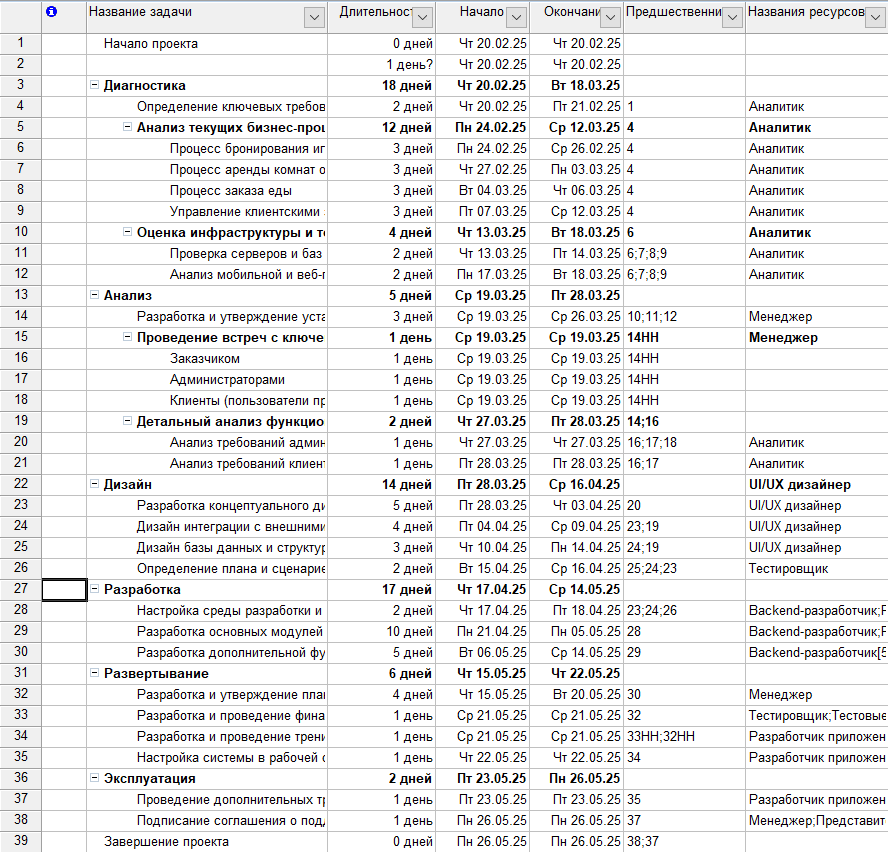 Название задачи Длительност Начало Окончани Предшественни Названия ресурсов
1 Начало проекта 0 дней Чт 20.02.25 Чт 20.02.25
2 1 день? Чт 20.02.25 Чт 20.02.25
3 Диагностика 18 дней Чт 20.02.25 Вт 18.03.25
4 Определение ключевых требов 2 дней Чт 20.02.25 Пт 21.02.25 1 Аналитик
5 Анализ текущих бизнес-проц 12 дней Пн 24.02.25 Ср 12.03.25 4 Аналитик
6 Процесс бронирования иг 3 дней Пн 24.02.25 Ср 26.02.25 4 Аналитик
7 Процесс аренды комнат о 3 дней Чт 27.02.25 Пн 03.03.25 4 Аналитик
8 Процесс заказа еды 3 дней Вт 04.03.25 Чт 06.03.25 4 Аналитик
9 Управление клиентскими 3 дней Пт 07.03.25 Ср 12.03.25 4 Аналитик
10 Оценка инфраструктуры и те 4 дней Чт 13.03.25 Вт 18.03.25 6 Аналитик
11 Проверка серверов и баз 2 дней Чт 13.03.25 Пт 14.03.25 6;7;8;9 Аналитик
12 Анализ мобильной и веб-п 2 дней Пн 17.03.25 Вт 18.03.25 6;7;8;9 Аналитик
13 Анализ 5 дней Ср 19.03.25 Пт 28.03.25
14 Разработка и утверждение уста 3 дней Ср 19.03.25 Ср 26.03.25 10;11;12 Менеджер
15 Проведение встреч с ключе 1 день Ср 19.03.25 Ср 19.03.25 14НН Менеджер
16 Заказчиком 1 день Ср 19.03.25 Ср 19.03.25 14НН
17 Администраторами 1 день Ср 19.03.25 Ср 19.03.25 14НН
18 Клиенты (пользователи пр 1 день Ср 19.03.25 Ср 19.03.25 14НН
19 Детальный анализ функцио 2 дней Чт 27.03.25 Пт 28.03.25 14;16
20 Анализ требований админ 1 день Чт 27.03.25 Чт 27.03.25 16;17;18 Аналитик
21 Анализ требований клиент 1 день Пт 28.03.25 Пт 28.03.25 16;17 Аналитик
22 Дизайн 14 дней Пт 28.03.25 Ср 16.04.25 UI/UX дизайнер
23 Разработка концептуального ди 5 дней Пт 28.03.25 Чт 03.04.25 20 UI/UX дизайнер
24 Дизайн интеграции с внешними 4 дней Пт 04.04.25 Ср 09.04.25 23;19 UI/UX дизайнер
25 Дизайн базы данных и структур 3 дней Чт 10.04.25 Пн 14.04.25 24;19 UI/UX дизайнер
26 Определение плана и сценарие 2 дней Вт 15.04.25 Ср 16.04.25 25;24;23 Тестировщик
27 Разработка 17 дней Чт 17.04.25 Ср 14.05.25
28 Настройка среды разработки и 2 дней Чт 17.04.25 Пт 18.04.25 23;24;26 Backend-разработчик;F
29 Разработка основных модулей 10 дней Пн 21.04.25 Пн 05.05.25 28 Backend-разработчик;F
30 Разработка дополнительной фу 5 дней Вт 06.05.25 Ср 14.05.25 29 Backend-разработчик[5
31 Развертывание 6 дней Чт 15.05.25 Чт 22.05.25
32 Разработка и утверждение план 4 дней Чт 15.05.25 Вт 20.05.25 30 Менеджер
33 Разработка и проведение фина 1 день Ср 21.05.25 Ср 21.05.25 32 Тестировщик;Тестовые
34 Разработка и проведение трени 1 день Ср 21.05.25 Ср 21.05.25 33НН;32НН Разработчик приложен
35 Настройка системы в рабочей с 1 день Чт 22.05.25 Чт 22.05.25 34 Разработчик приложен
36 Эксплуатация 2 дней Пт 23.05.25 Пн 26.05.25
37 Проведение дополнительных тр 1 день Пт 23.05.25 Пт 23.05.25 35 Разработчик приложен
38 Подписание соглашения о подд 1 день Пн 26.05.25 Пн 26.05.25 37 Менеджер;Представит
39 Завершение проекта 0 дней Пн 26.05.25 Пн 26.05.25 38;37